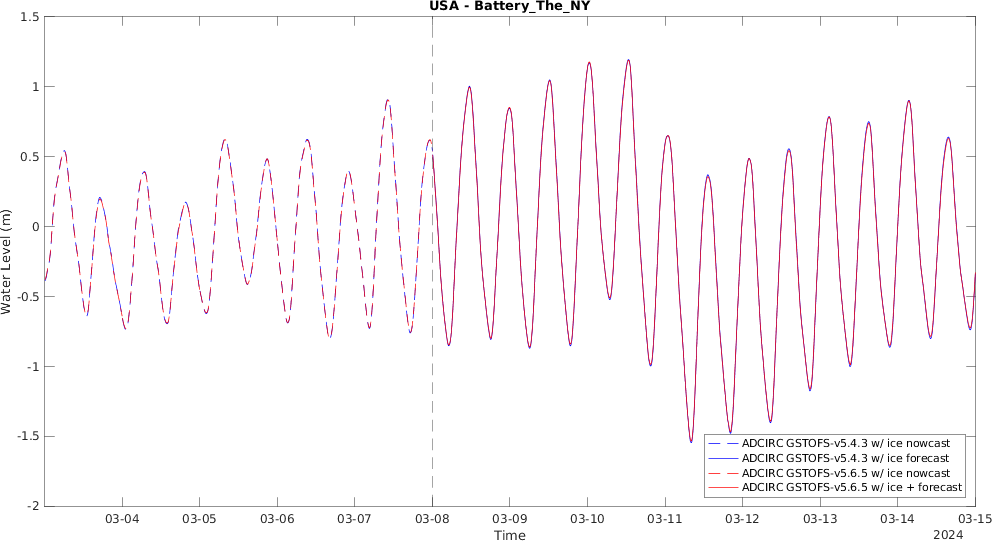 USA - Battery_The_NY
1.5
1
0.5
0
-0.5
-1
-1.5
-2
Water Level (m)
ADCIRC GSTOFS-v5.4.3 w/ ice nowcast
ADCIRC GSTOFS-v5.4.3 w/ ice forecast
ADCIRC GSTOFS-v5.6.5 w/ ice nowcast
ADCIRC GSTOFS-v5.6.5 w/ ice + forecast
03-04 03-05 03-06 03-07 03-08 03-09 03-10 03-11 03-12 03-13 03-14 03-15
Time
2024